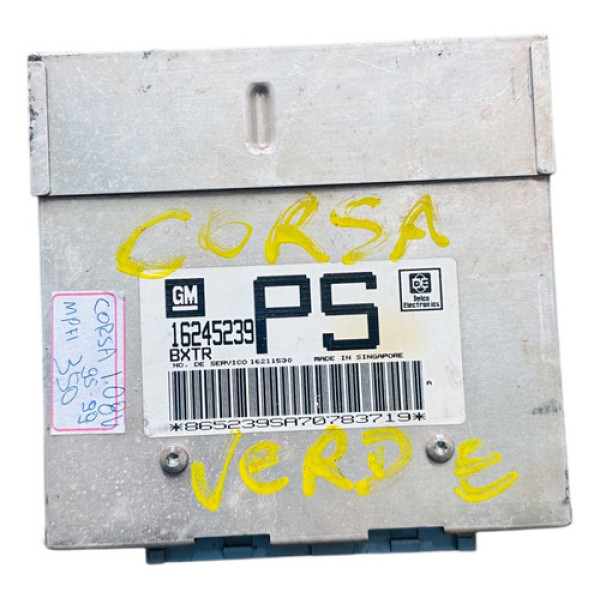 CORSA
GM
16245239
BXTR
PS
DE
Delco
Electronics
NO. DE SERVICO 16211530 MADE IN SINGAPORE
A
*865239SA70783719*
VERDE
CORSA 1.0 8V
95-99
MPFI 350